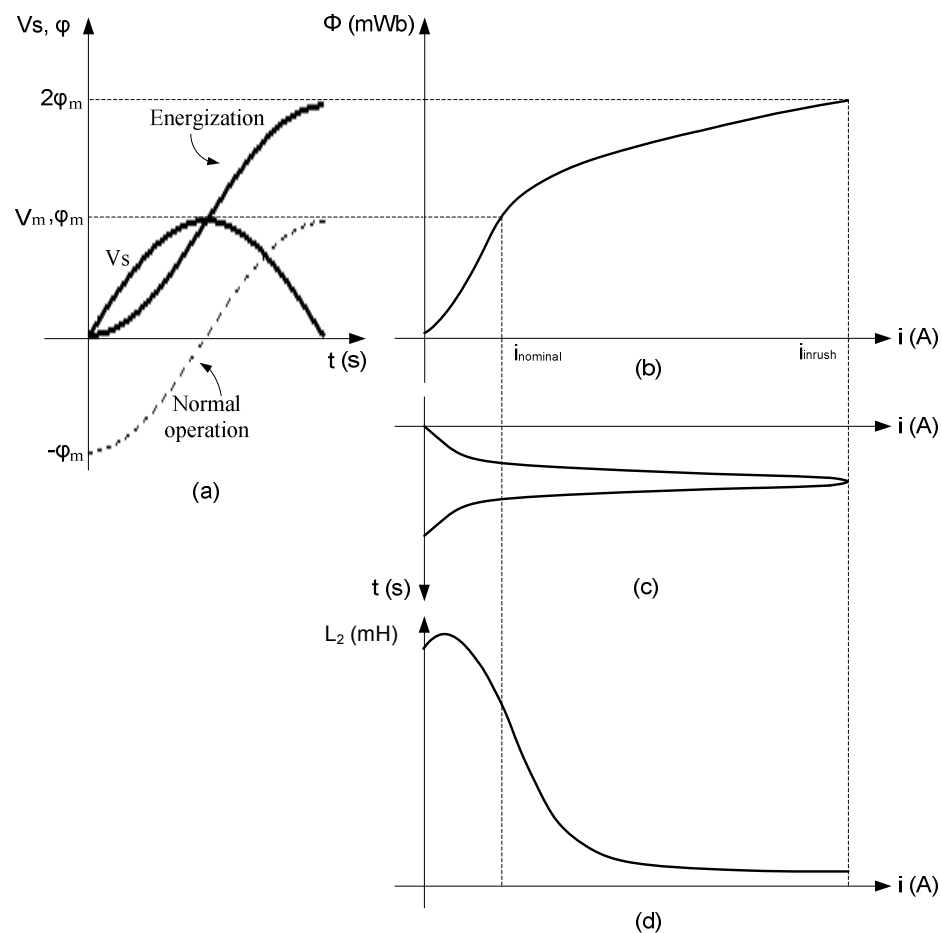 Vs, φ
2φm
Energization
Vm, φm
Vs
t (s)
Normal
operation
-φm
(a)
Φ (mWb)
i (A)
inominal
iinrush
(b)
i (A)
t (s)
(c)
L2 (mH)
i (A)
(d)